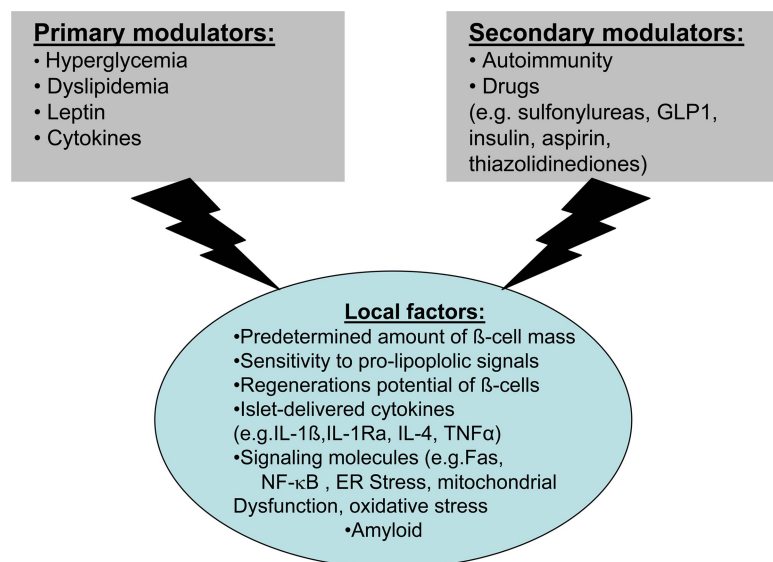 Primary modulators:
• Hyperglycemia
• Dyslipidemia
• Leptin
• Cytokines
Secondary modulators:
• Autoimmunity
• Drugs
(e.g. sulfonylureas, GLP1,
insulin, aspirin,
thiazolidinediones)
Local factors:
•Predetermined amount of ß-cell mass
•Sensitivity to pro-lipoplolic signals
•Regenerations potential of ß-cells
•Islet-delivered cytokines
(e.g.IL-1ß,IL-1Ra, IL-4, TNFα)
•Signaling molecules (e.g.Fas,
NF-κB , ER Stress, mitochondrial
Dysfunction, oxidative stress
•Amyloid